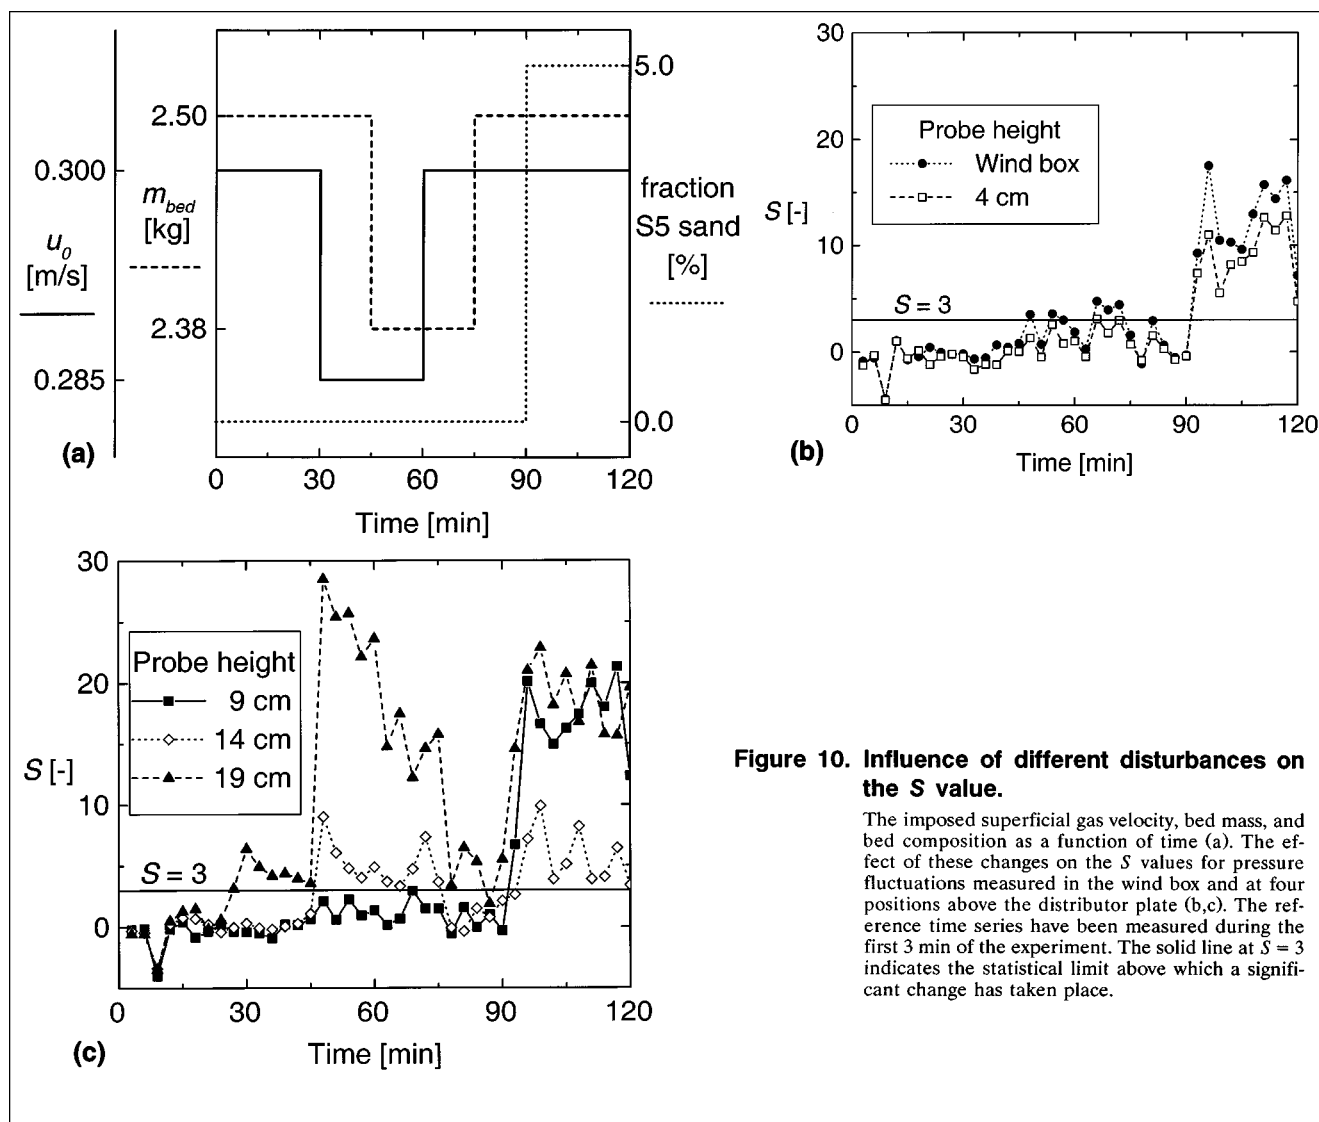 2.50
0.300
m_bed
[kg]
u_0
[m/s]
2.38
0.285
5.0
fraction
S5 sand
[%]
0.0
(a)
0 30 60 90 120
Time [min]
30
20
10
0
S [-]
Probe height
Wind box
4 cm
S = 3
(b)
0 30 60 90 120
Time [min]
30
20
10
0
S [-]
Probe height
9 cm
14 cm
19 cm
S = 3
(c)
0 30 60 90 120
Time [min]
Figure 10. Influence of different disturbances on
the S value.
The imposed superficial gas velocity, bed mass, and
bed composition as a function of time (a). The ef-
fect of these changes on the S values for pressure
fluctuations measured in the wind box and at four
positions above the distributor plate (b,c). The ref-
erence time series have been measured during the
first 3 min of the experiment. The solid line at S = 3
indicates the statistical limit above which a signifi-
cant change has taken place.